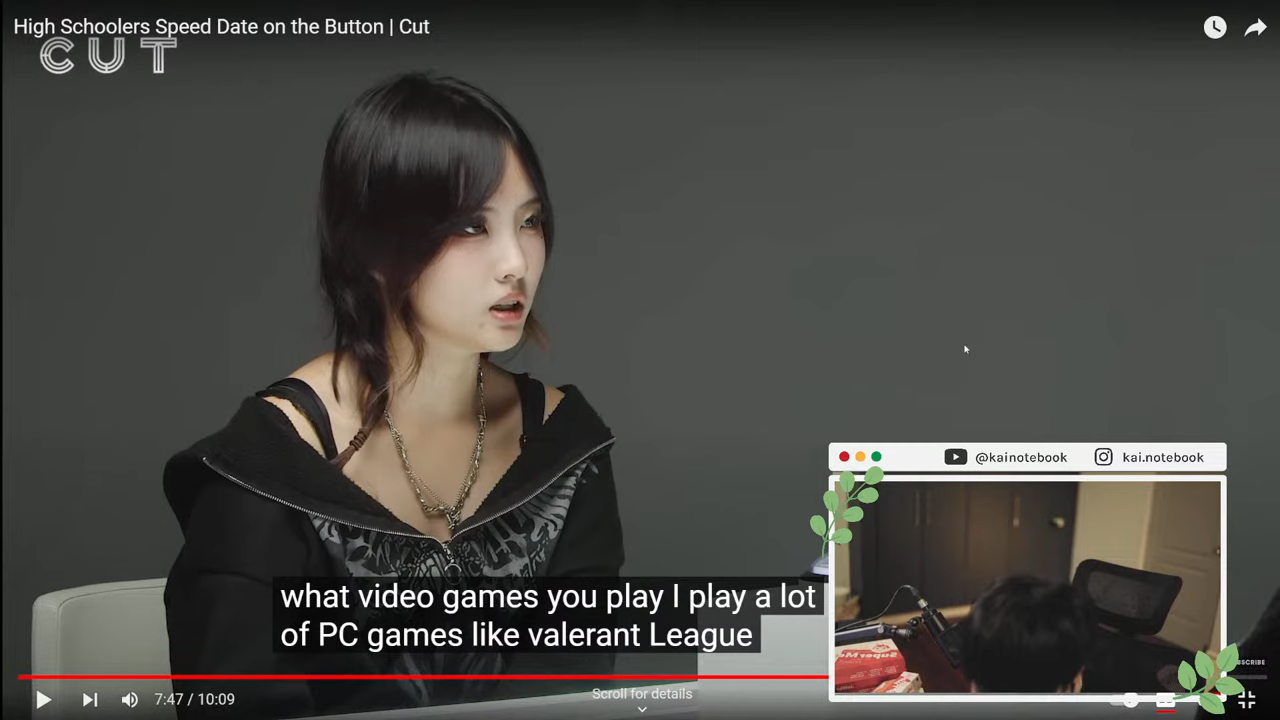 High Schoolers Speed Date on the Button | Cut
CUT
@kainotebook
kai.notebook
what video games you play I play a lot
of PC games like valerant League
7:47 / 10:09
Scroll for details